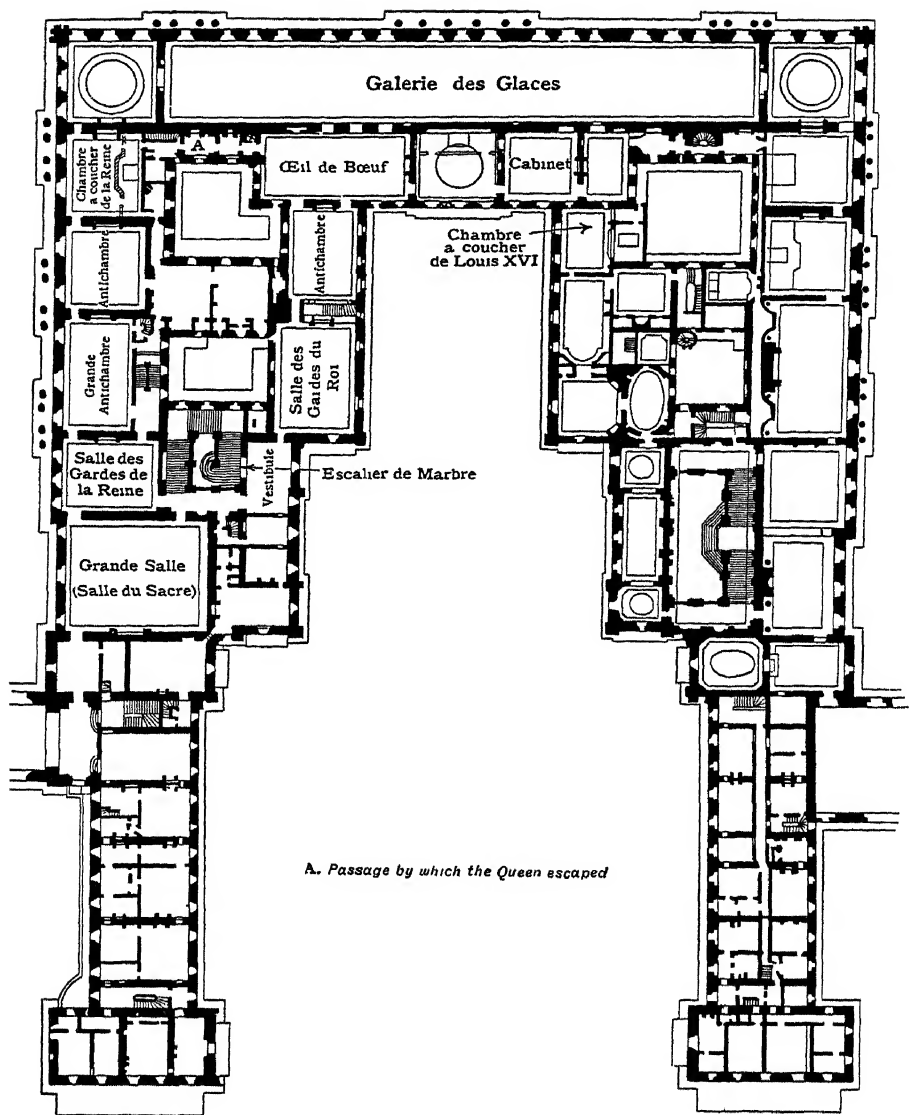 Galerie des Glaces
A
Chambre
a coucher
de la Reine
Œil de Bœuf
Cabinet
Antichambre
Antichambre
Chambre
a coucher
de Louis XVI
Grande
Antichambre
Salle des
Gardes du
Roi
Salle des
Gardes de
la Reine
Vestibule
Escalier de Marbre
Grande Salle
(Salle du Sacre)
A. Passage by which the Queen escaped